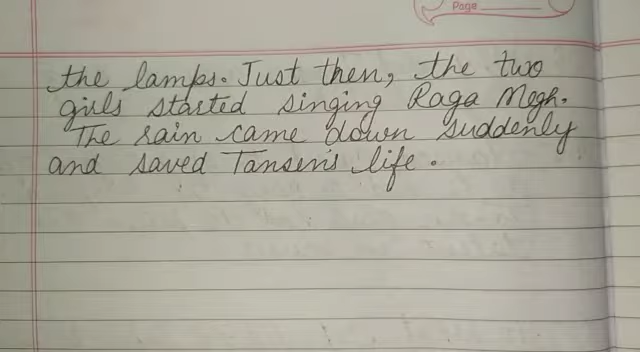 Page
the lamps. Just then, the two
girls started singing Raga Megh.
The rain came down suddenly
and saved Tansen's life.